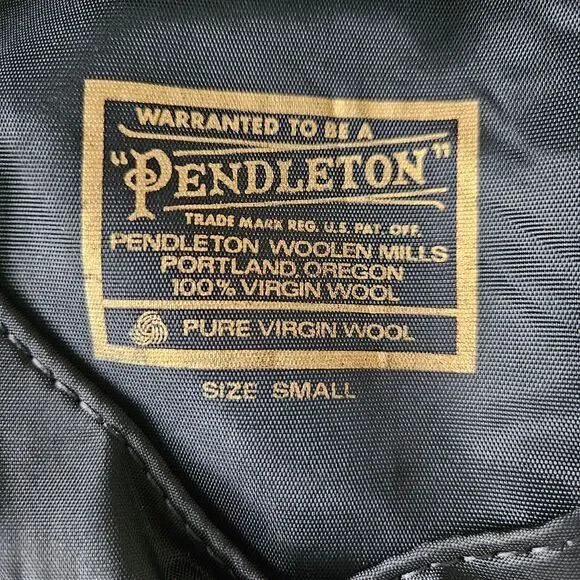 WARRANTED TO BE A
"PENDLETON"
TRADE MARK REG. U.S. PAT. OFF.
PENDLETON WOOLEN MILLS
PORTLAND, OREGON
100% VIRGIN WOOL
PURE VIRGIN WOOL
SIZE SMALL